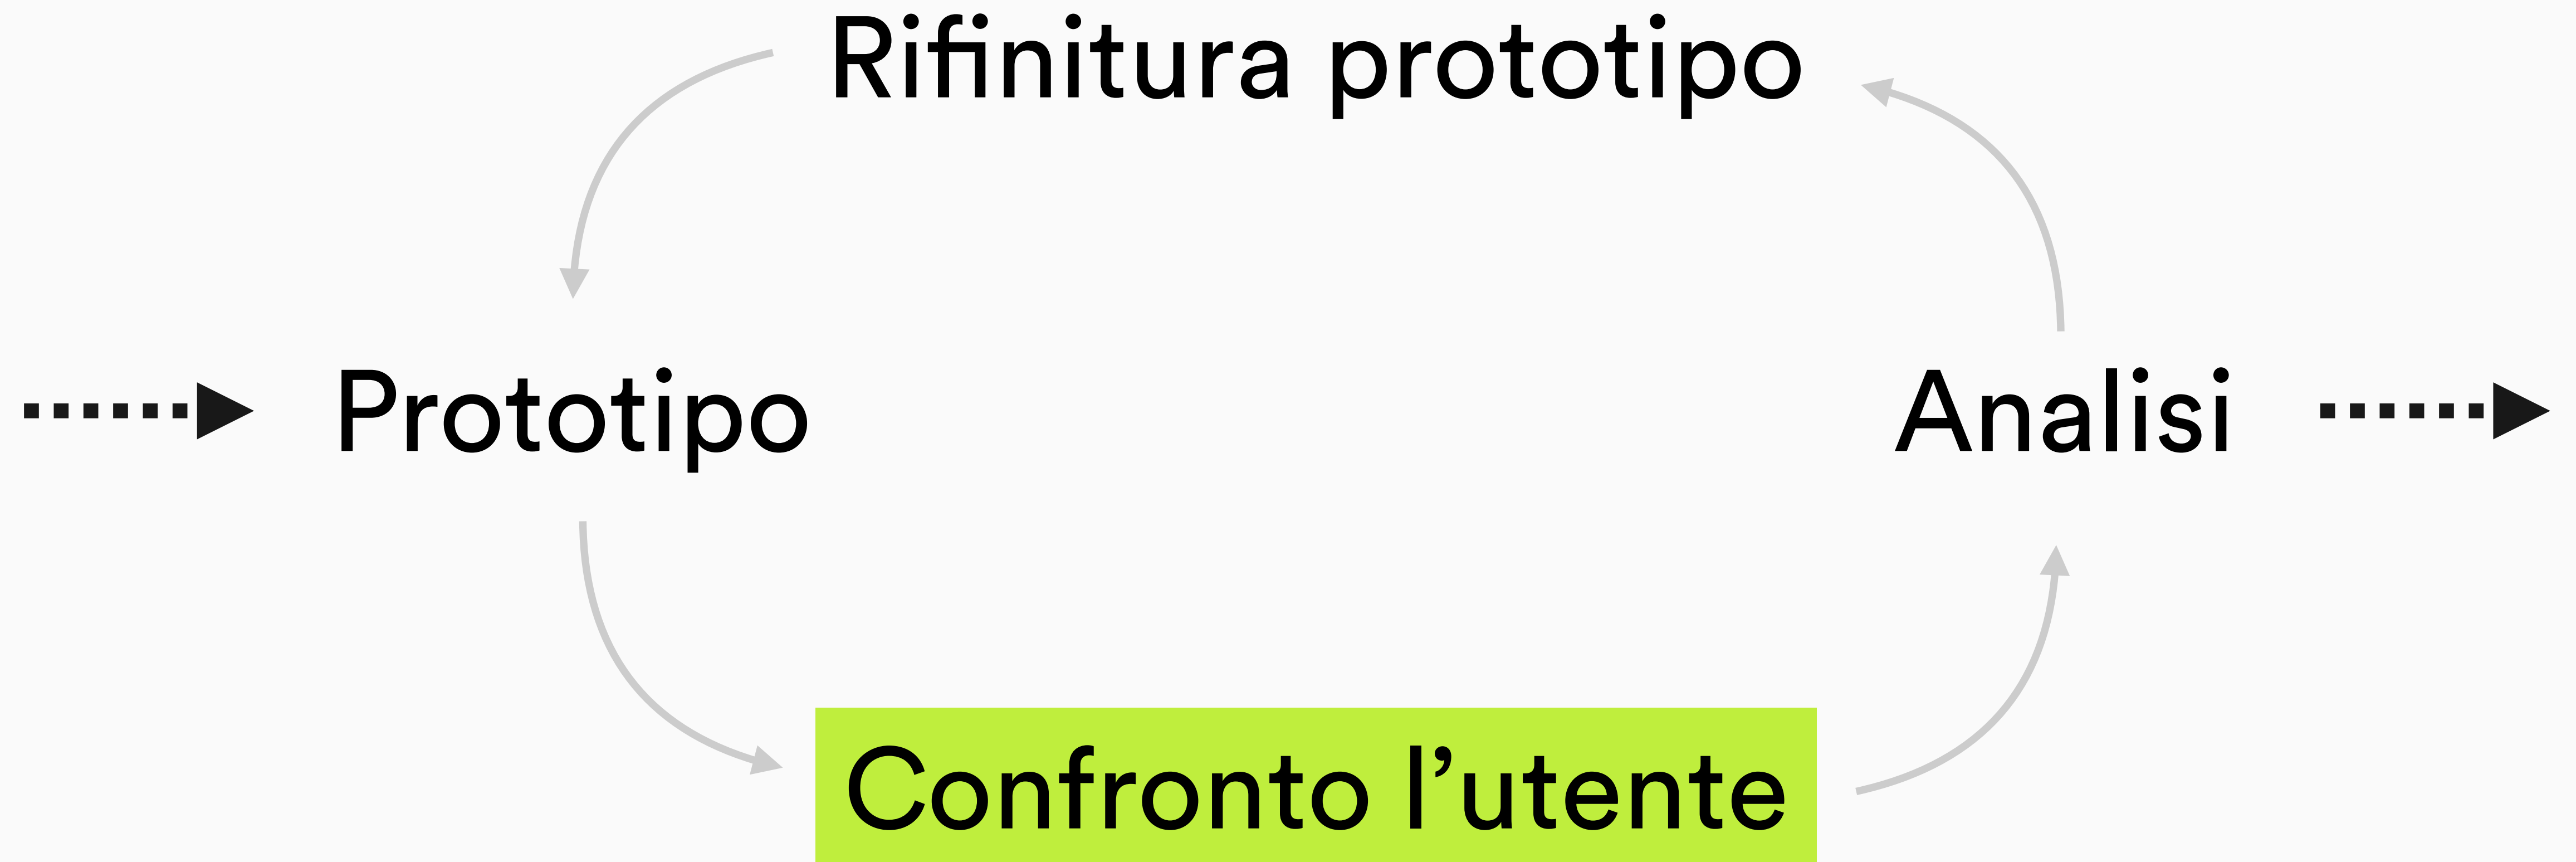 Rifinitura prototipo
Prototipo
Analisi
Confronto l’utente